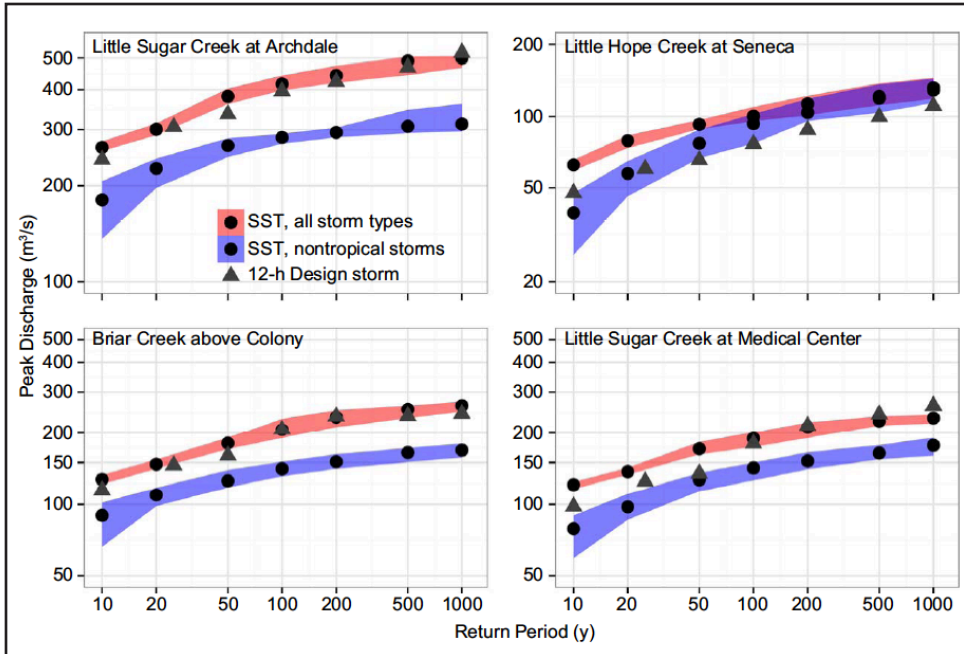 Little Sugar Creek at Archdale
500
400
300
200
100
SST, all storm types
SST, nontropical storms
12-h Design storm
Little Hope Creek at Seneca
200
100
50
20
Peak Discharge (m³/s)
Briar Creek above Colony
500
300
200
150
100
50
10 20 50 100 200 500 1000
Little Sugar Creek at Medical Center
500
300
200
150
100
50
10 20 50 100 200 500 1000
Return Period (y)